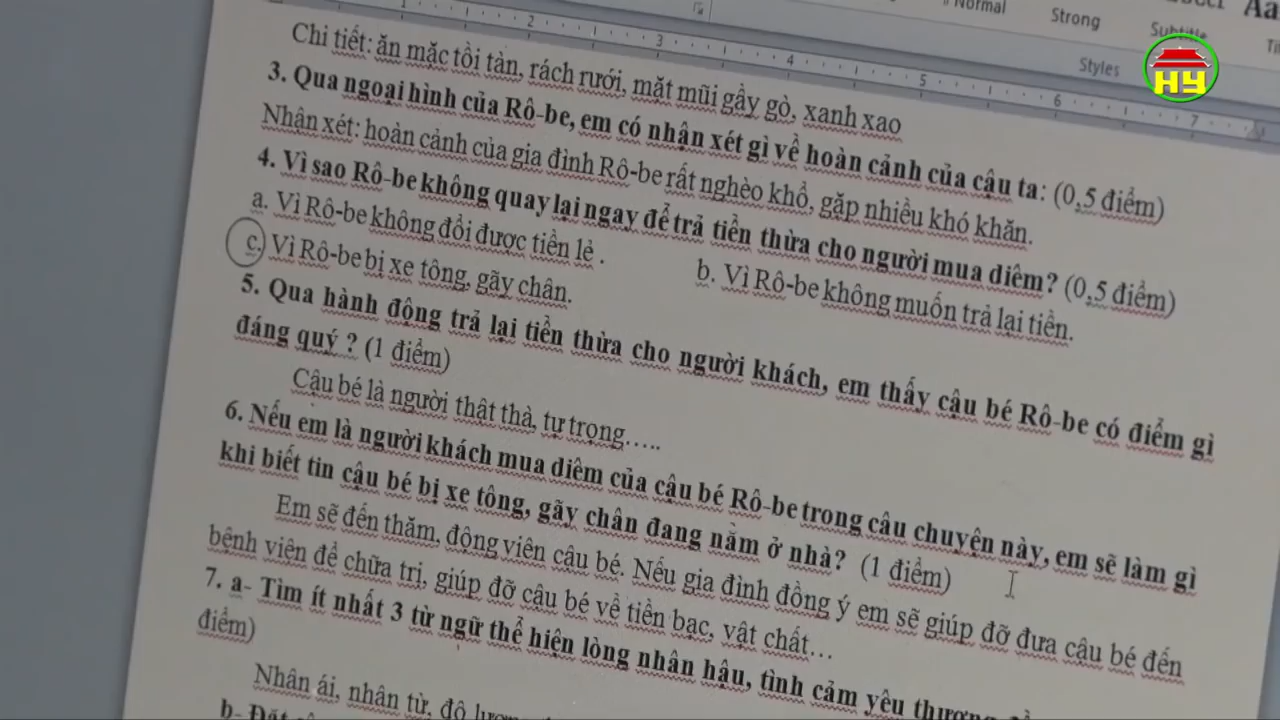 Normal
Strong
Subtitle
Styles
HY
1 2 3 4 5 6 7
Chi tiết: ăn mặc tồi tàn, rách rưới, mặt mũi gầy gò, xanh xao
3. Qua ngoại hình của Rô-be, em có nhận xét gì về hoàn cảnh của cậu ta: (0,5 điểm)
Nhận xét: hoàn cảnh của gia đình Rô-be rất nghèo khổ, gặp nhiều khó khăn.
4. Vì sao Rô-be không quay lại ngay để trả tiền thừa cho người mua diêm? (0,5 điểm)
a. Vì Rô-be không đổi được tiền lẻ .
b. Vì Rô-be không muốn trả lại tiền.
c. Vì Rô-be bị xe tông, gãy chân.
5. Qua hành động trả lại tiền thừa cho người khách, em thấy cậu bé Rô-be có điểm gì
đáng quý ? (1 điểm)
Cậu bé là người thật thà, tự trọng…..
6. Nếu em là người khách mua diêm của cậu bé Rô-be trong câu chuyện này, em sẽ làm gì
khi biết tin cậu bé bị xe tông, gãy chân đang nằm ở nhà? (1 điểm)
Em sẽ đến thăm, động viên cậu bé. Nếu gia đình đồng ý em sẽ giúp đỡ đưa cậu bé đến
bệnh viện để chữa trị, giúp đỡ cậu bé về tiền bạc, vật chất…
7. a- Tìm ít nhất 3 từ ngữ thể hiện lòng nhân hậu, tình cảm yêu thương
điểm)
Nhân ái, nhân từ, độ lượng
b- Đặt